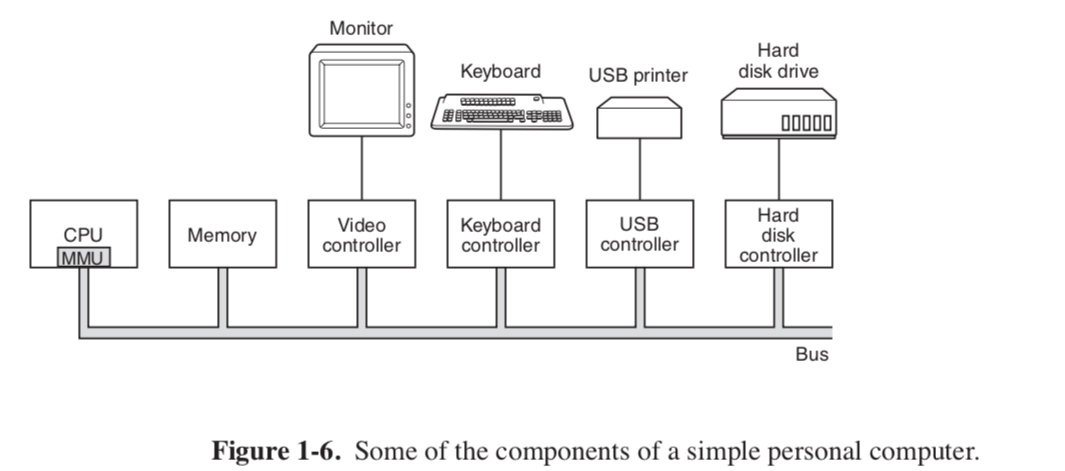 Monitor
Keyboard
USB printer
Hard
disk drive
CPU
MMU
Memory
Video
controller
Keyboard
controller
USB
controller
Hard
disk
controller
Bus
Figure 1-6. Some of the components of a simple personal computer.